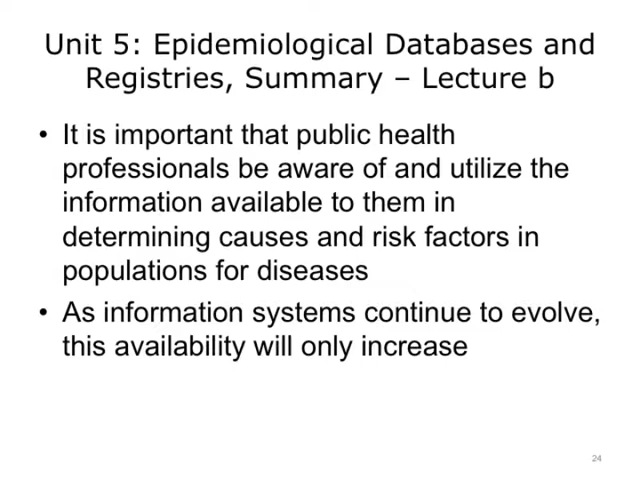 Unit 5: Epidemiological Databases and
Registries, Summary – Lecture b
• It is important that public health
professionals be aware of and utilize the
information available to them in
determining causes and risk factors in
populations for diseases
• As information systems continue to evolve,
this availability will only increase
24